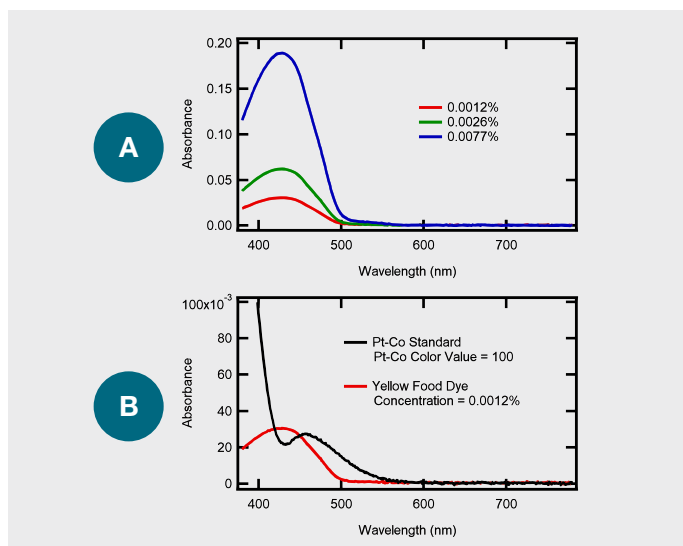 A
0.20
0.15
0.10
0.05
0.00
Absorbance
0.0012%
0.0026%
0.0077%
400 500 600 700
Wavelength (nm)
B
100x10-3
80
60
40
20
0
Absorbance
Pt-Co Standard
Pt-Co Color Value = 100
Yellow Food Dye
Concentration = 0.0012%
400 500 600 700
Wavelength (nm)